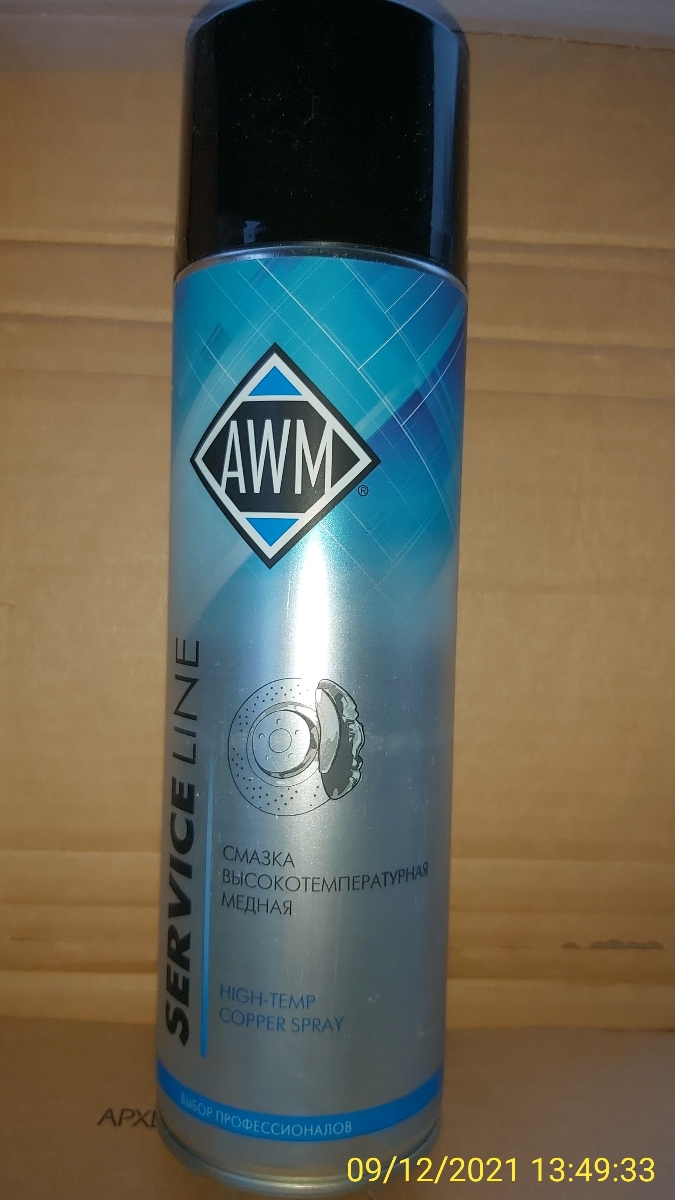 AWM
®
SERVICE LINE
СМАЗКА
ВЫСОКОТЕМПЕРАТУРНАЯ
МЕДНАЯ
HIGH-TEMP
COPPER SPRAY
ВЫБОР ПРОФЕССИОНАЛОВ
09/12/2021 13:49:33